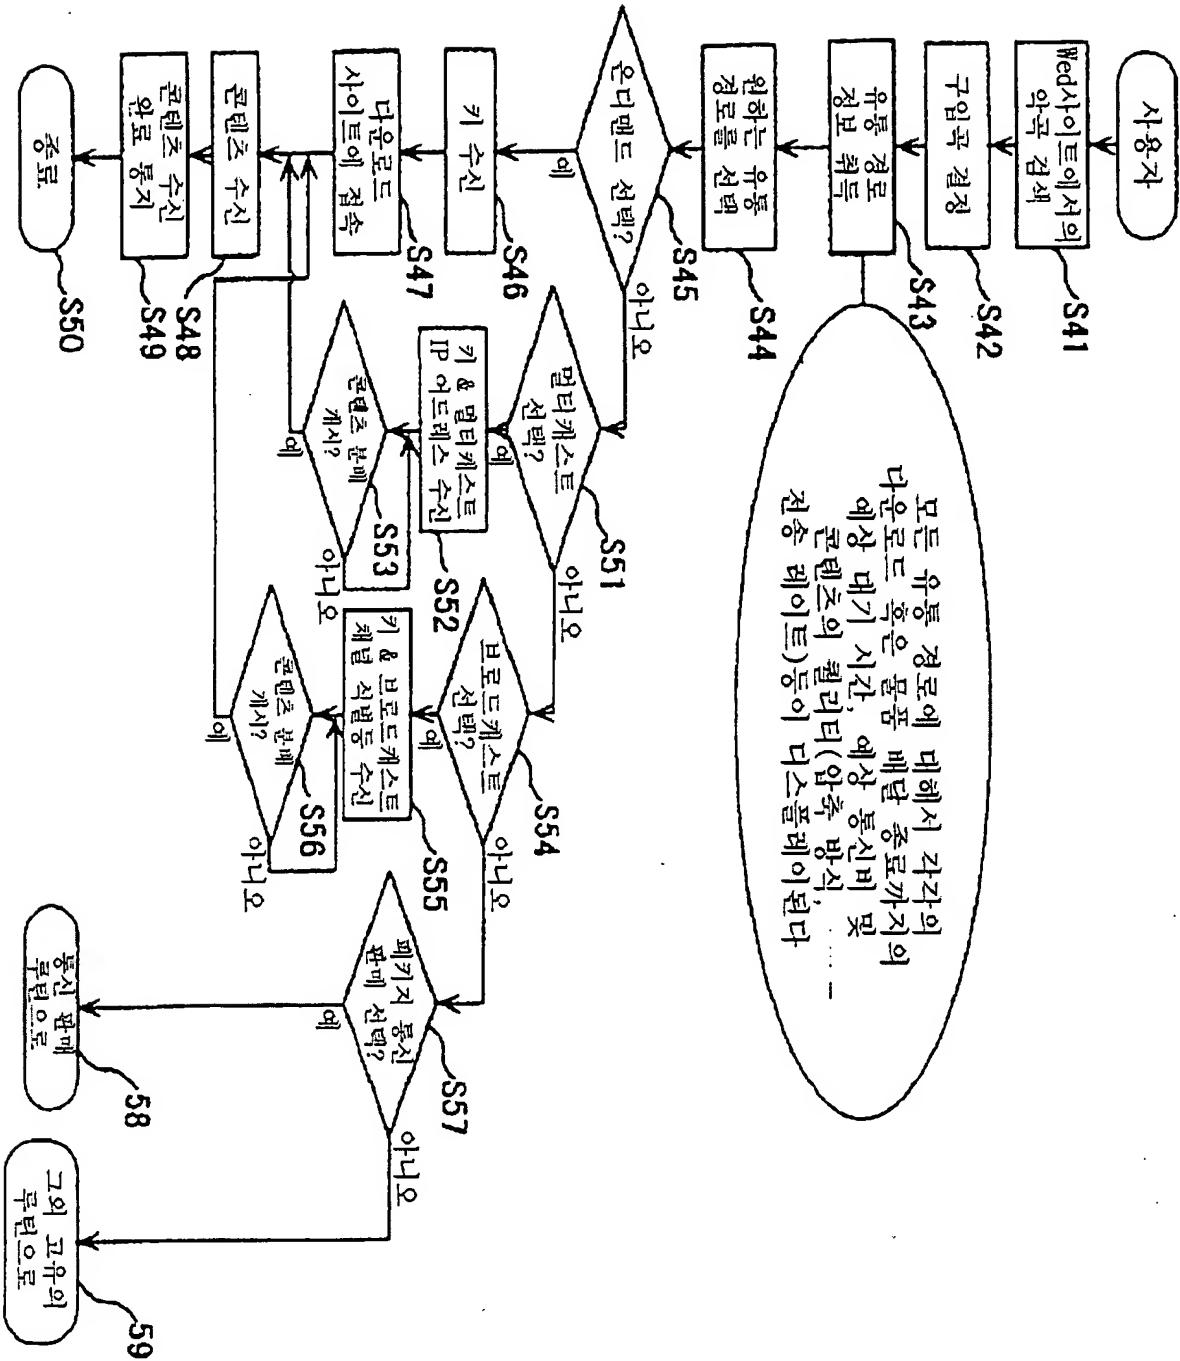 사용자
Wed사이트에서의
악곡 검색
S41
구입곡 결정
S42
유통 경로
정보 취득
S43
모든 유통 경로에 대해서 각각의
다운로드 혹은 물품 배달 종료까지의
예상 대기 시간, 예상 통신비 및
콘텐츠의 퀄리티(압축 방식,
전송 레이트)등이 디스플레이된다
원하는 유통
경로를 선택
S44
온디맨드 선택?
S45
예
아니오
키 수신
S46
다운로드
사이트에 접속
S47
콘텐츠 수신
S48
콘텐츠 수신
완료 통지
S49
종료
S50
멀티캐스트
선택?
S51
예
아니오
키 & 멀티캐스트
IP 어드레스 수신
S52
콘텐츠 분배
개시?
S53
예
아니오
브로드캐스트
선택?
S54
예
아니오
키 & 브로드캐스트
채널 식별등 수신
S55
콘텐츠 분배
개시?
S56
예
아니오
패키지 통신
판매 선택?
S57
예
아니오
통신 판매
루틴으로
58
그외 고유의
루틴으로
59